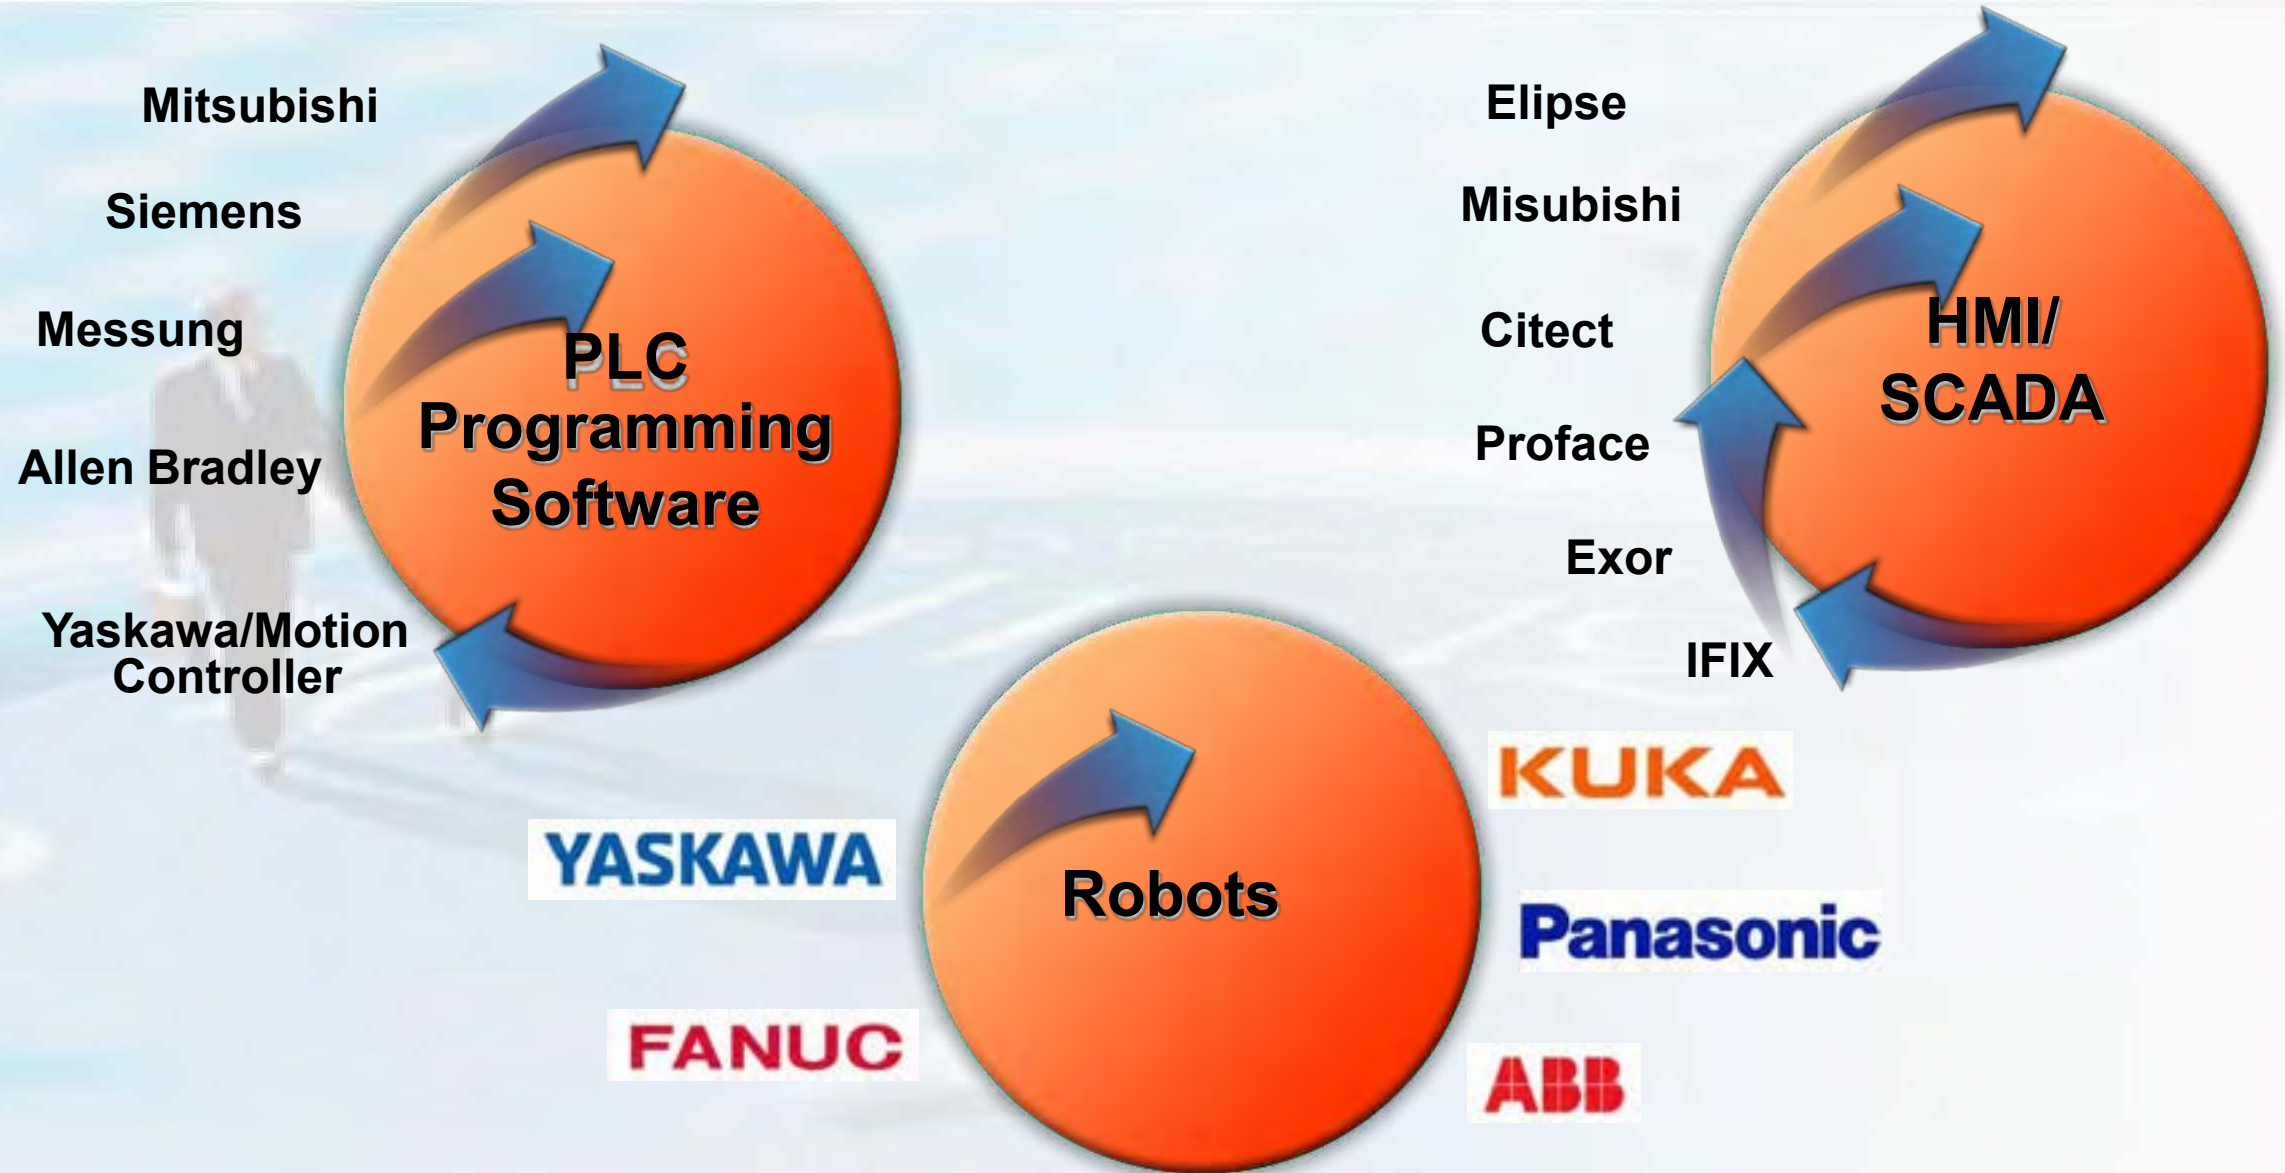 Mitsubishi
Siemens
Messung
Allen Bradley
Yaskawa/Motion
Controller
PLC
Programming
Software
Elipse
Misubishi
Citect
Proface
Exor
IFIX
HMI/
SCADA
YASKAWA
FANUC
Robots
KUKA
Panasonic
ABB